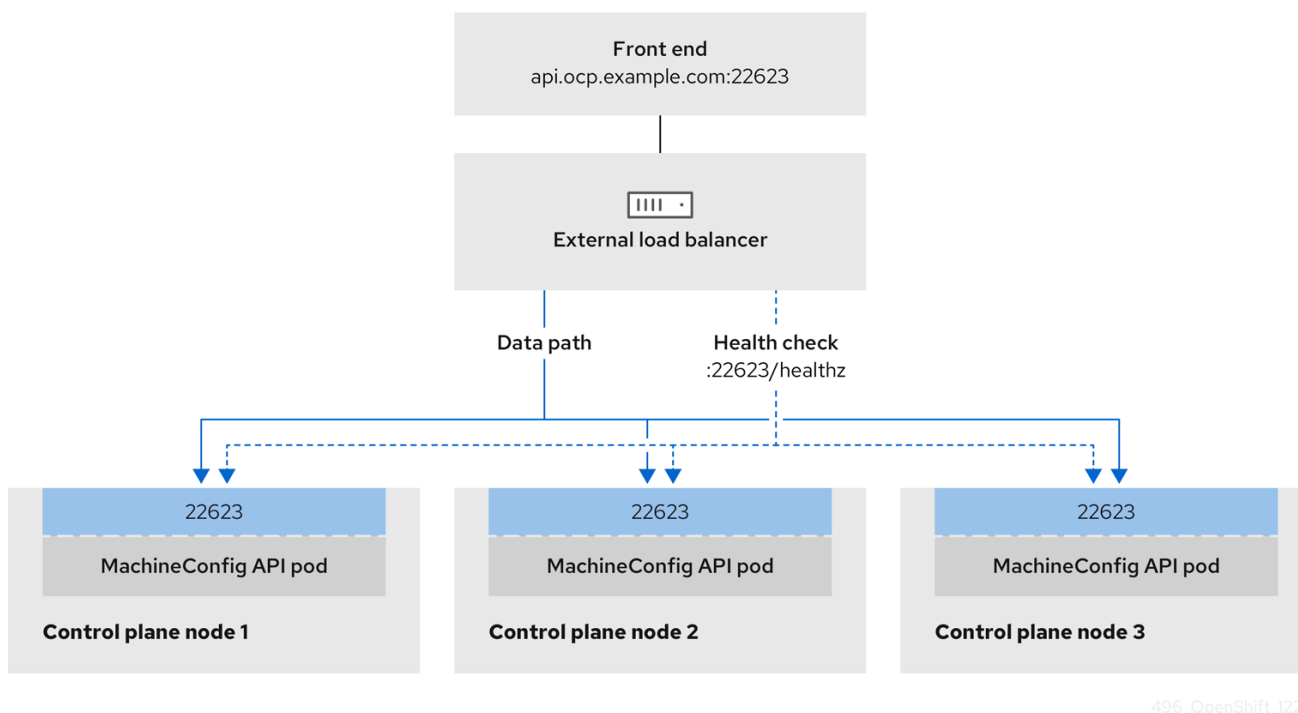 Front end
api.ocp.example.com:22623
External load balancer
Data path
Health check
:22623/healthz
22623
22623
22623
MachineConfig API pod
MachineConfig API pod
MachineConfig API pod
Control plane node 1
Control plane node 2
Control plane node 3
496_OpenShift_122